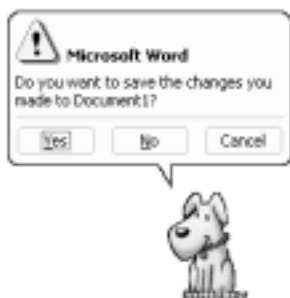 Microsoft Word
Do you want to save the changes you
made to Document1?
Yes
No
Cancel